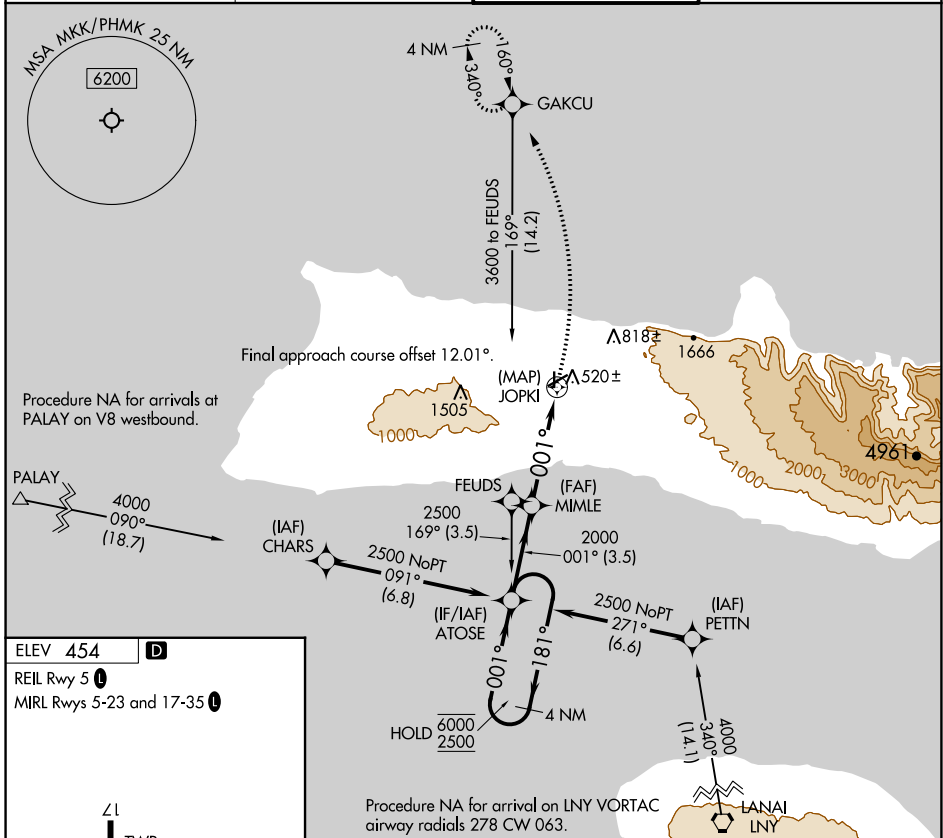 MSA MKK/PHMK 25 NM
6200
4 NM
340°
160°
GAKCU
3600 to FEUDS
169°
(14.2)
818±
1666
Final approach course offset 12.01°.
(MAP)
JOPKI
520±
1505
1000
Procedure NA for arrivals at
PALAY on V8 westbound.
001°
4961
1000
2000
3000
PALAY
4000
090°
(18.7)
FEUDS
(FAF)
MIMLE
2500
169° (3.5)
2000
001° (3.5)
(IAF)
CHARS
2500 NoPT
091°
(6.8)
(IF/IAF)
ATOSE
2500 NoPT
271°
(6.6)
(IAF)
PETTN
001°
181°
4 NM
HOLD
6000
2500
4000
340°
(14.1)
ELEV 454
D
REIL Rwy 5 L
MIRL Rwys 5-23 and 17-35 L
17
TWR
Procedure NA for arrival on LNY VORTAC
airway radials 278 CW 063.
LANAI
LNY